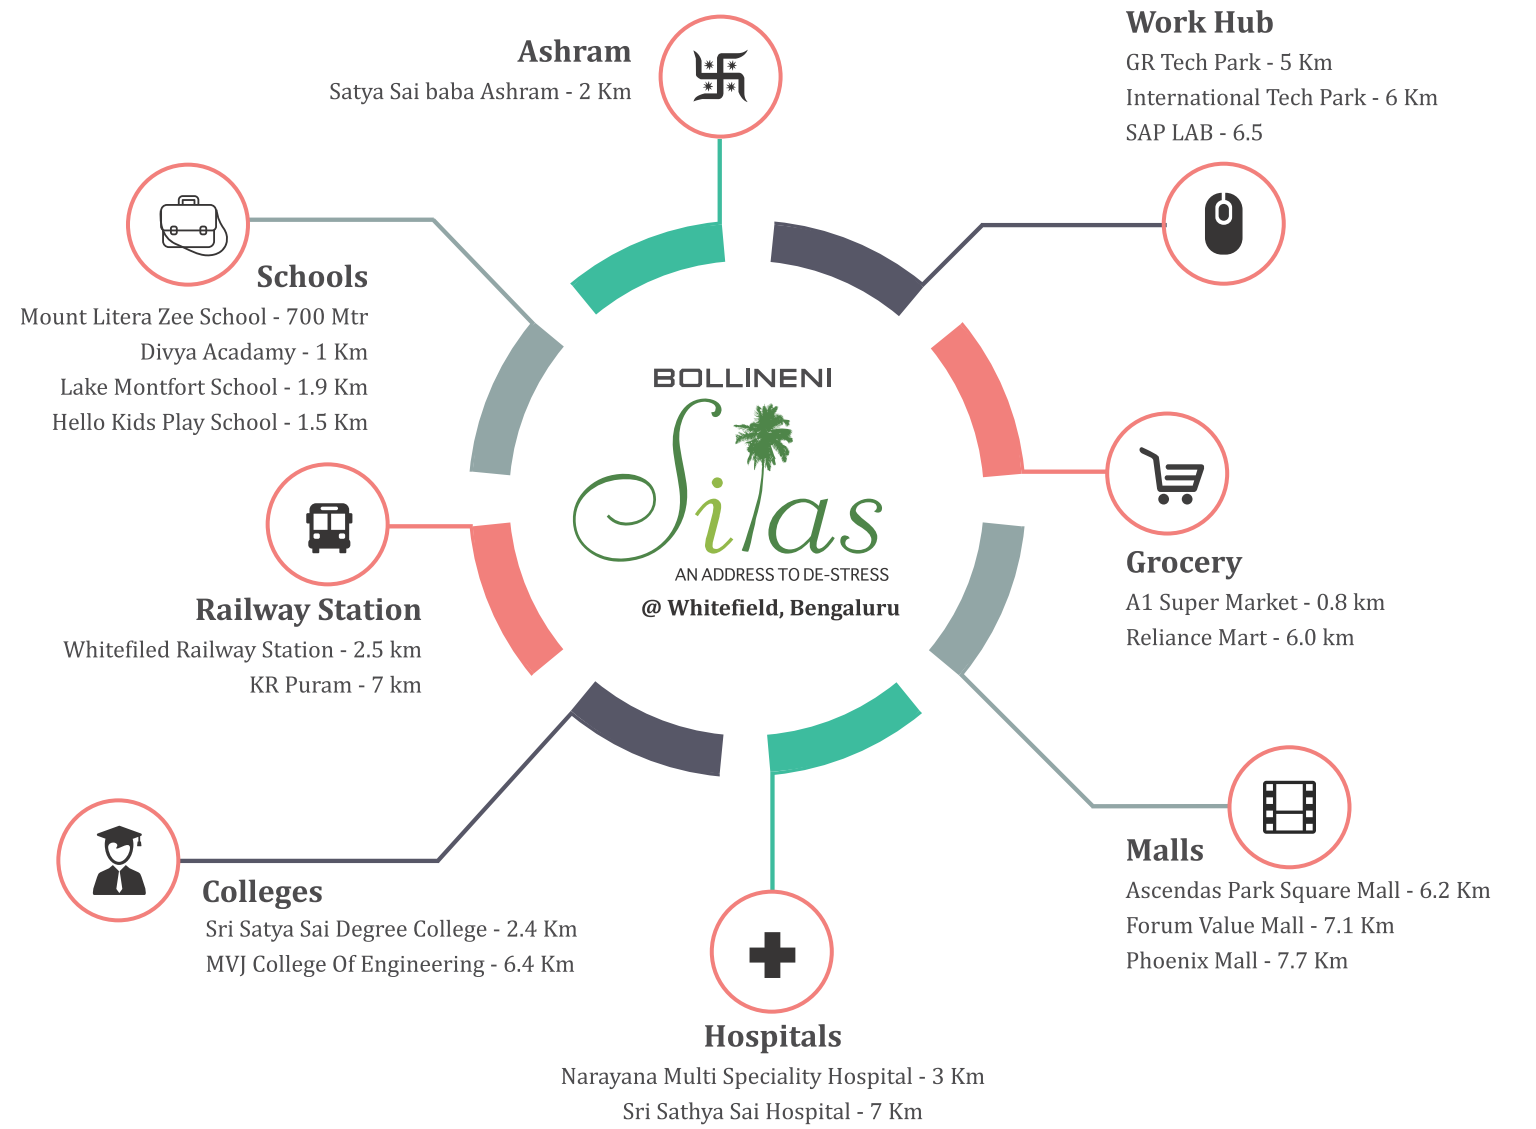 Ashram
Satya Sai baba Ashram - 2 Km
Work Hub
GR Tech Park - 5 Km
International Tech Park - 6 Km
SAP LAB - 6.5
Schools
Mount Litera Zee School - 700 Mtr
Divya Acadamy - 1 Km
Lake Montfort School - 1.9 Km
Hello Kids Play School - 1.5 Km
BOLLINENI
Silas
AN ADDRESS TO DE-STRESS
@ Whitefield, Bengaluru
Grocery
A1 Super Market - 0.8 km
Reliance Mart - 6.0 km
Railway Station
Whitefiled Railway Station - 2.5 km
KR Puram - 7 km
Malls
Ascendas Park Square Mall - 6.2 Km
Forum Value Mall - 7.1 Km
Phoenix Mall - 7.7 Km
Colleges
Sri Satya Sai Degree College - 2.4 Km
MVJ College Of Engineering - 6.4 Km
Hospitals
Narayana Multi Speciality Hospital - 3 Km
Sri Sathya Sai Hospital - 7 Km